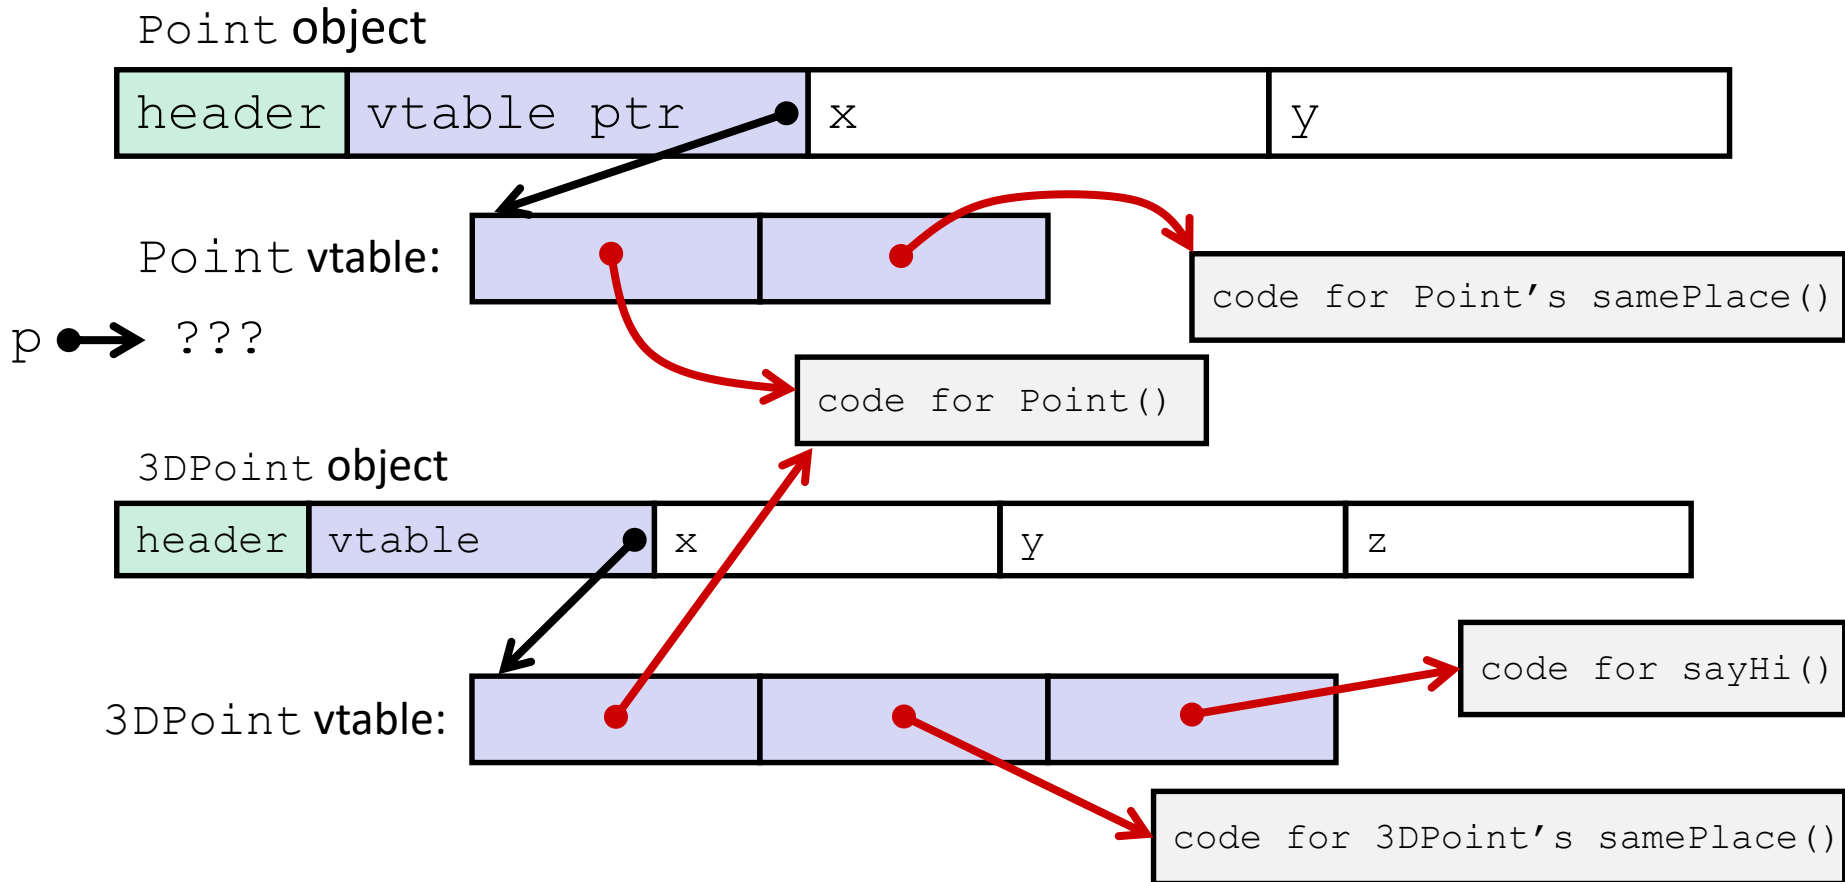 Point object
header vtable ptr x y
Point vtable:
code for Point's samePlace()
p ???
code for Point()
3DPoint object
header vtable x y z
code for sayHi()
3DPoint vtable:
code for 3DPoint's samePlace()